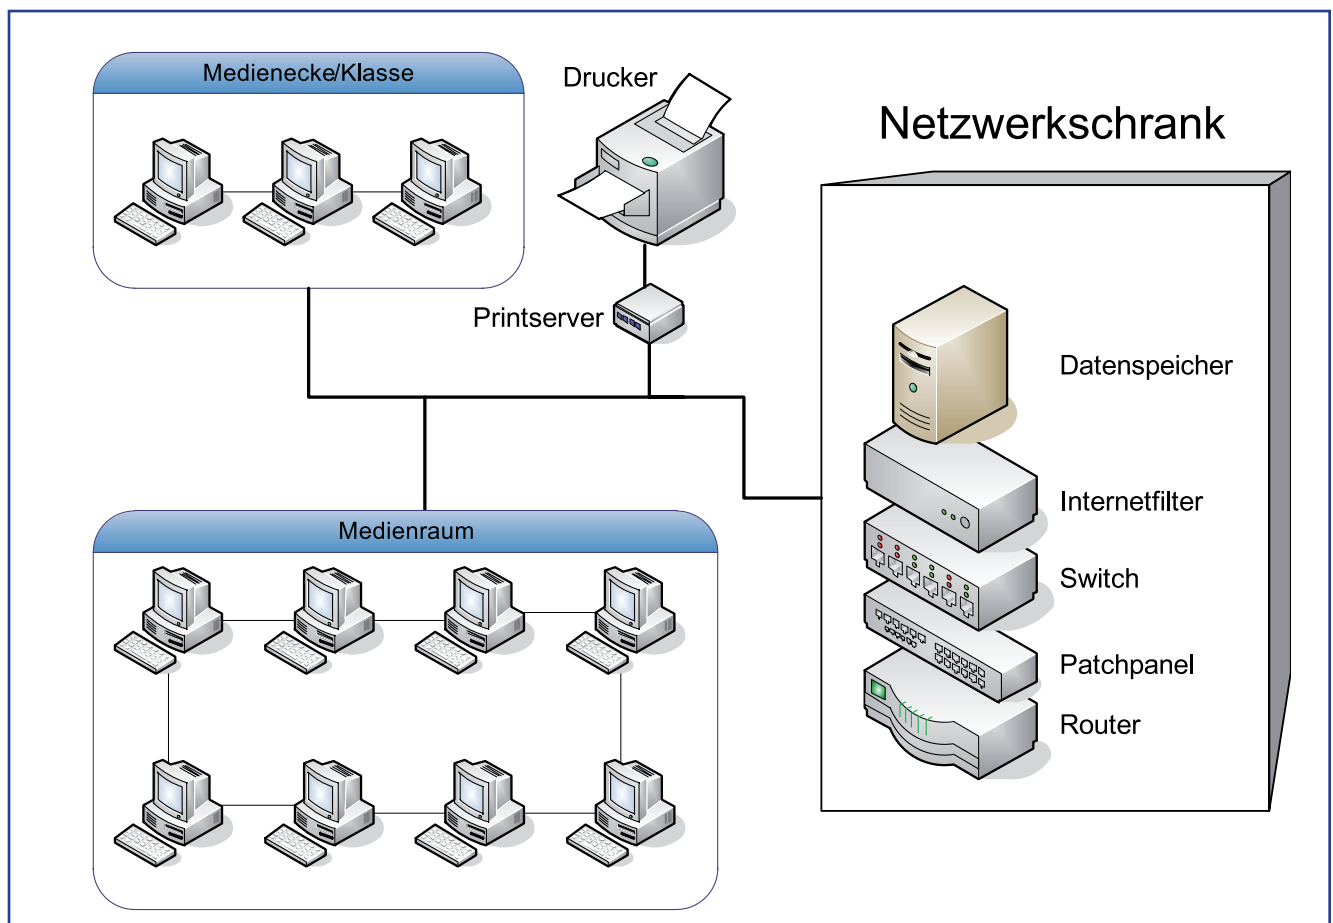 Medienecke/Klasse
Drucker
Netzwerkschrank
Printserver
Datenspeicher
Internetfilter
Switch
Patchpanel
Router
Medienraum